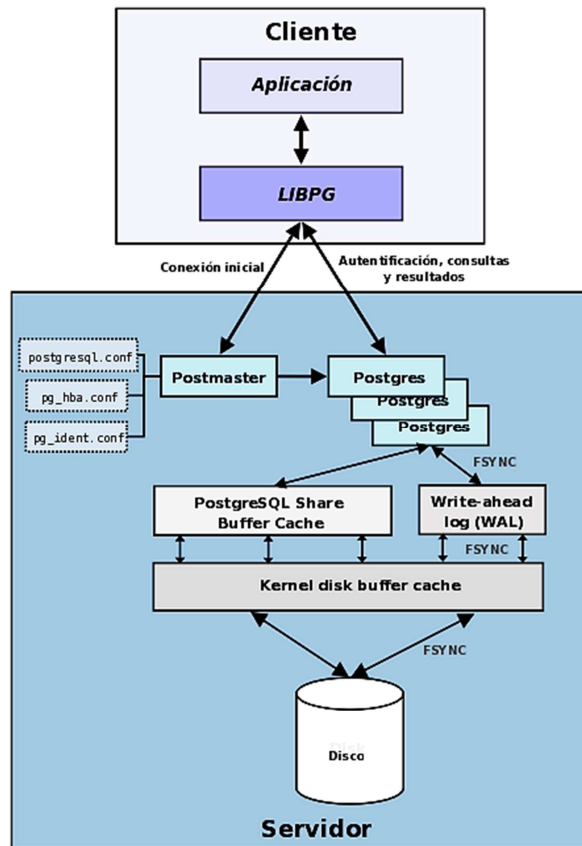 Cliente
Aplicación
LIBPG
Conexión inicial
Autentificación, consultas
y resultados
postgresql.conf
pg_hba.conf
pg_ident.conf
Postmaster
Postgres
Postgres
Postgres
FSYNC
PostgreSQL Share
Buffer Cache
Write-ahead
log (WAL)
FSYNC
Kernel disk buffer cache
FSYNC
Disco
Servidor